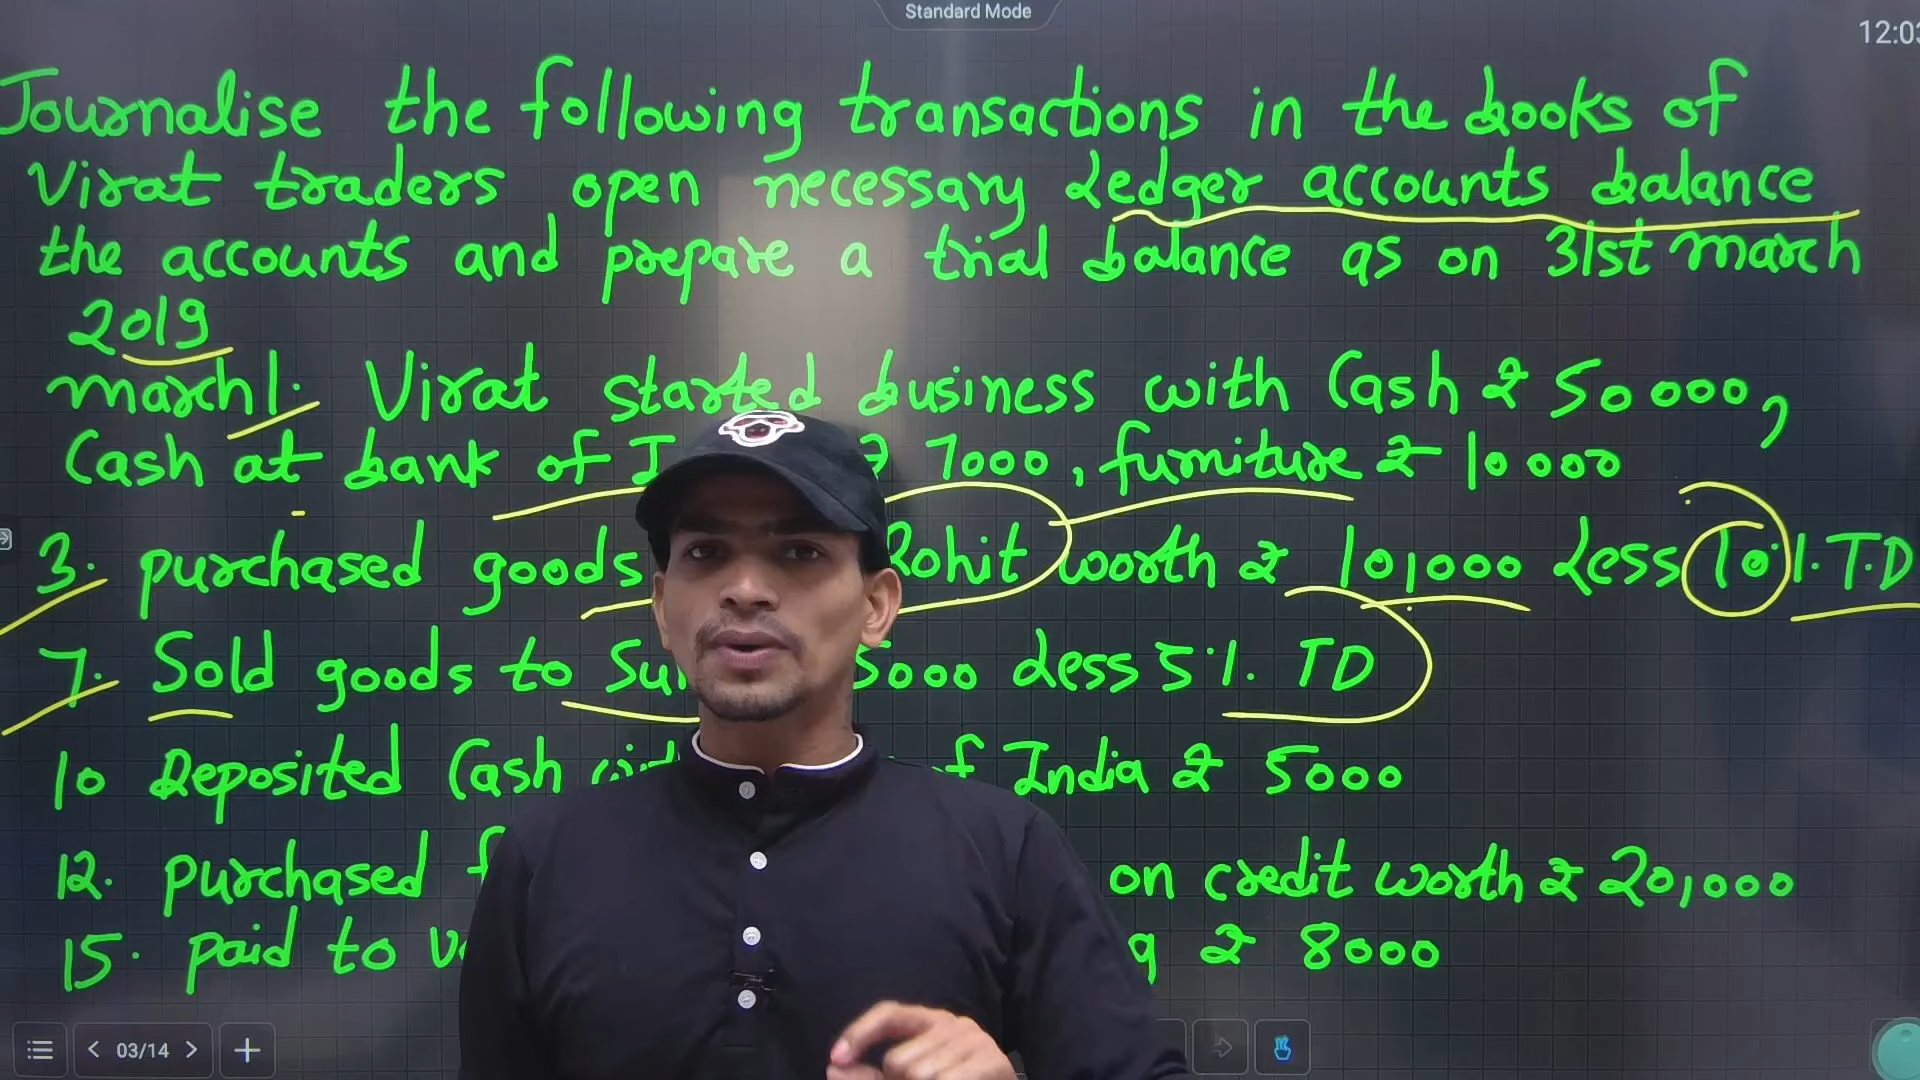 Standard Mode
12:03
Journalise the following transactions in the books of
Virat traders open necessary Ledger accounts balance
the accounts and prepare a trial balance as on 31st march
2019
march 1. Virat started business with Cash ₹ 50000,
Cash at bank of ₹ 7000, furniture ₹ 10000
3. purchased goods Rohit worth ₹ 10,000 Less 10%. T.D
7. Sold goods to 5000 Less 5%. TD
10 Deposited Cash of India ₹ 5000
12. purchased on credit worth ₹ 20,000
15. paid to ₹ 8000
03/14